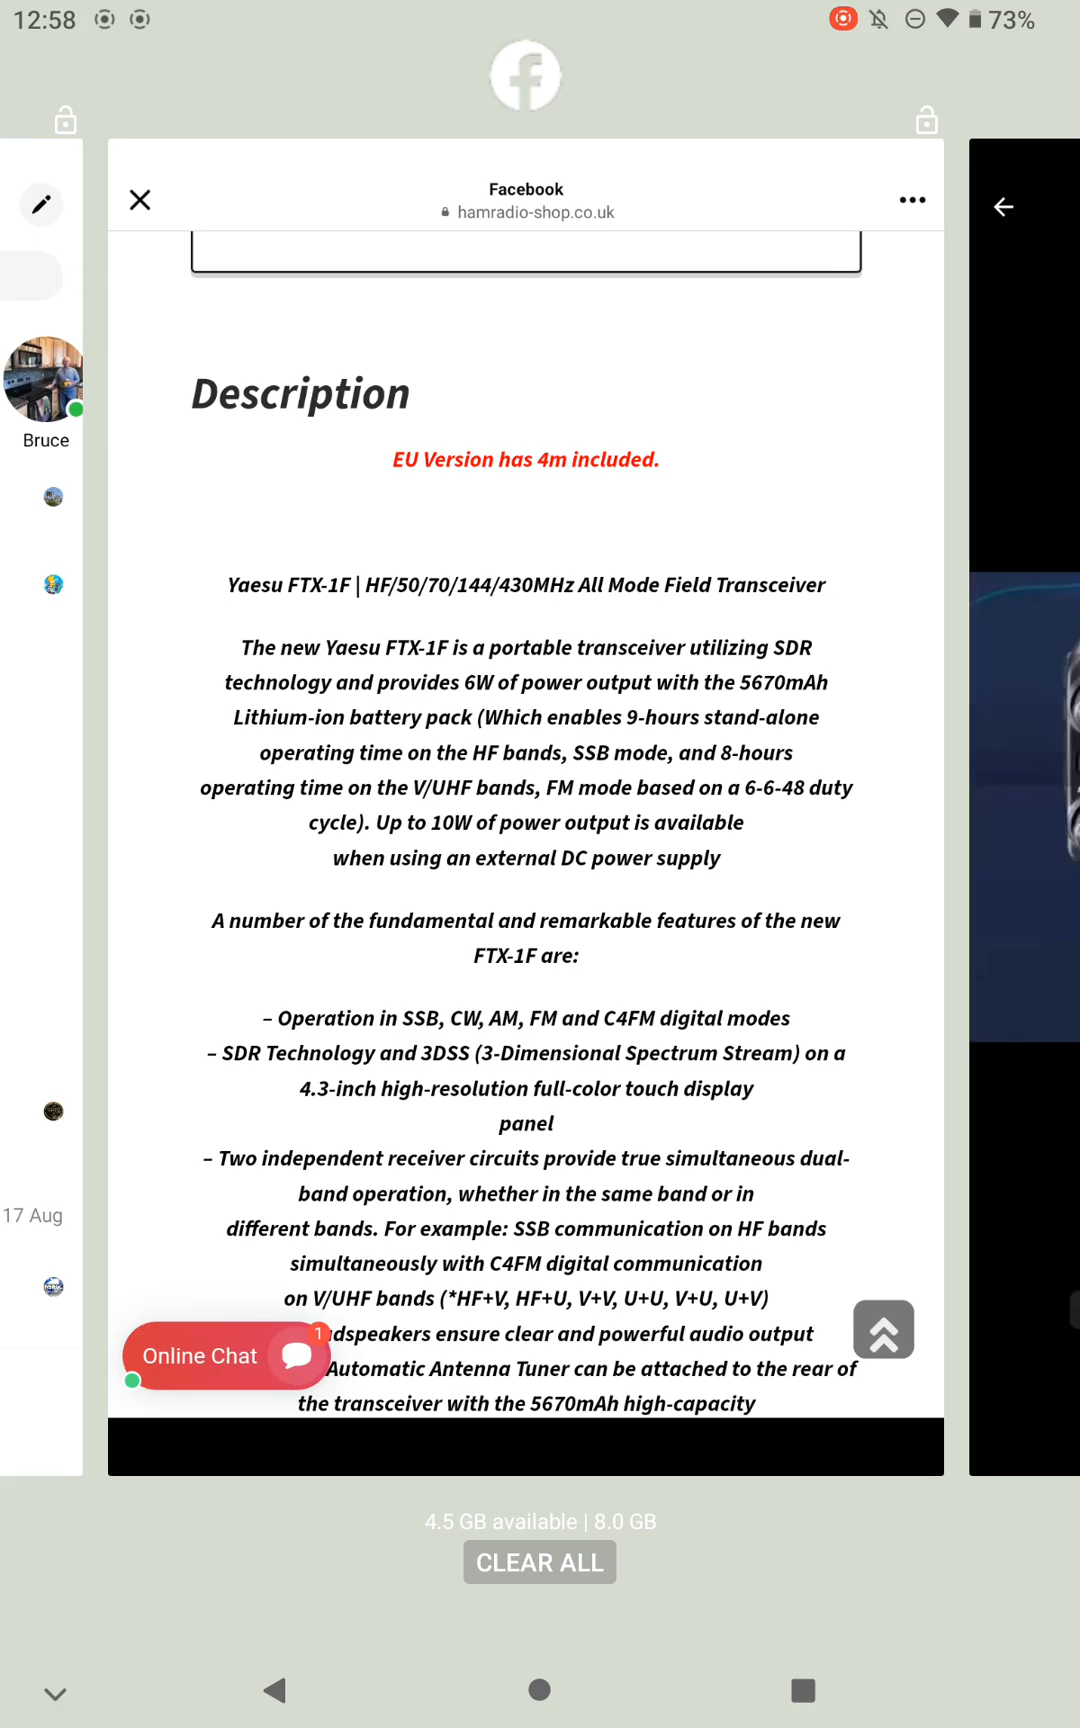 12:58
73%
Facebook
hamradio-shop.co.uk
Bruce
17 Aug
Description
EU Version has 4m included.
Yaesu FTX-1F | HF/50/70/144/430MHz All Mode Field Transceiver
The new Yaesu FTX-1F is a portable transceiver utilizing SDR
technology and provides 6W of power output with the 5670mAh
Lithium-ion battery pack (Which enables 9-hours stand-alone
operating time on the HF bands, SSB mode, and 8-hours
operating time on the V/UHF bands, FM mode based on a 6-6-48 duty
cycle). Up to 10W of power output is available
when using an external DC power supply
A number of the fundamental and remarkable features of the new
FTX-1F are:
– Operation in SSB, CW, AM, FM and C4FM digital modes
– SDR Technology and 3DSS (3-Dimensional Spectrum Stream) on a
4.3-inch high-resolution full-color touch display
panel
– Two independent receiver circuits provide true simultaneous dual-
band operation, whether in the same band or in
different bands. For example: SSB communication on HF bands
simultaneously with C4FM digital communication
on V/UHF bands (*HF+V, HF+U, V+V, U+U, V+U, U+V)
ensure clear and powerful audio output
Automatic Antenna Tuner can be attached to the rear of
the transceiver with the 5670mAh high-capacity
Online Chat
1
4.5 GB available | 8.0 GB
CLEAR ALL